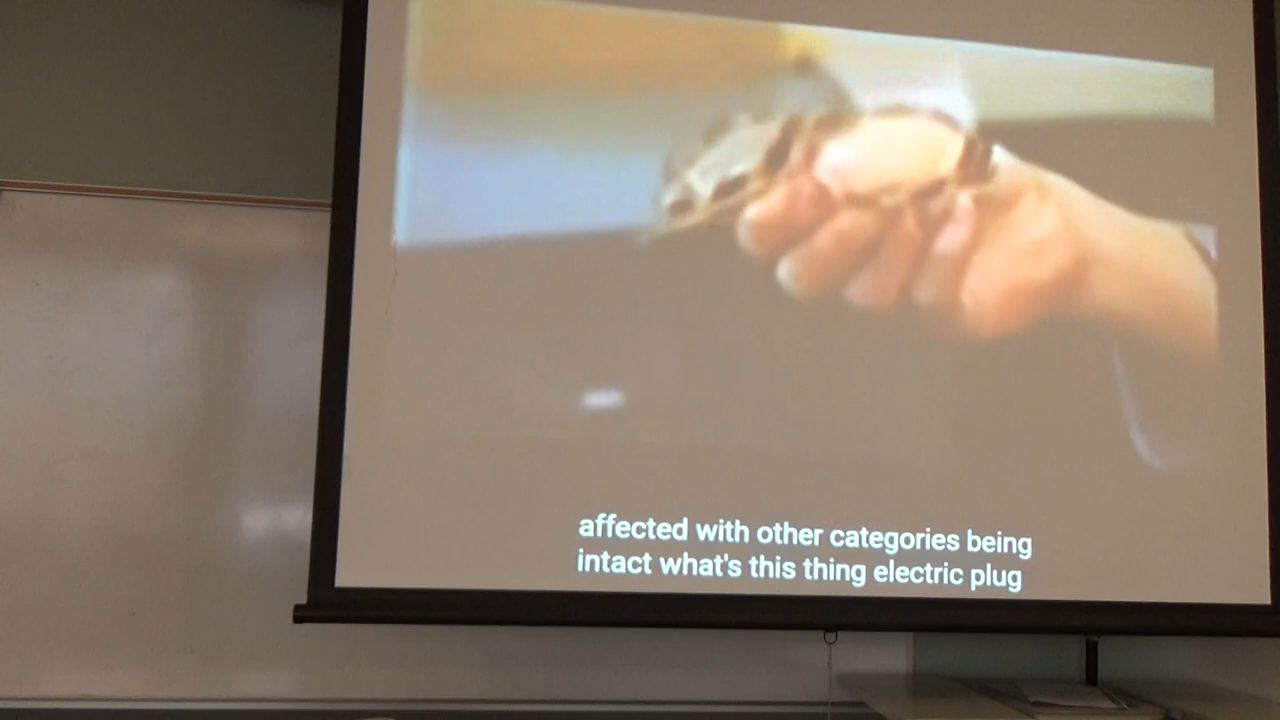 affected with other categories being
intact what's this thing electric plug